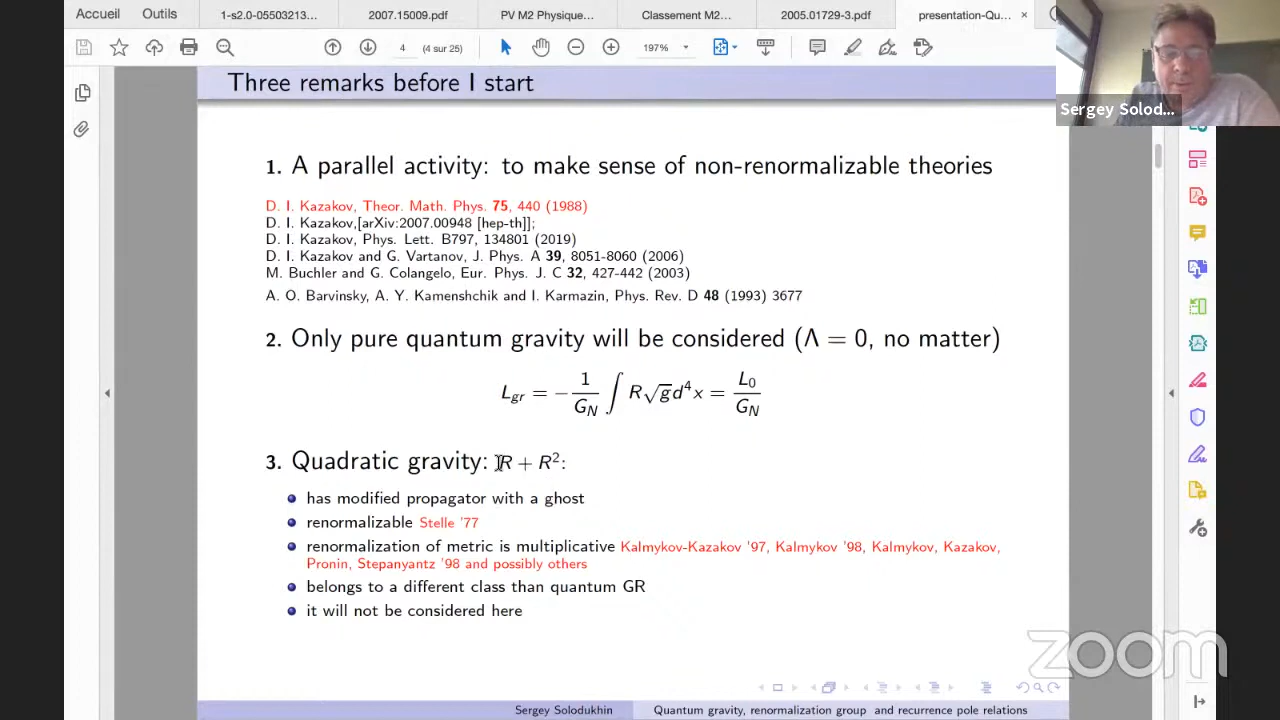 Accueil Outils 1-s2.0-05503213... 2007.15009.pdf PV M2 Physique... Classement M2... 2005.01729-3.pdf presentation-Qu... ×
4 (4 sur 25) 197%
Sergey Solod...
Three remarks before I start
1. A parallel activity: to make sense of non-renormalizable theories
D. I. Kazakov, Theor. Math. Phys. 75, 440 (1988)
D. I. Kazakov,[arXiv:2007.00948 [hep-th]];
D. I. Kazakov, Phys. Lett. B797, 134801 (2019)
D. I. Kazakov and G. Vartanov, J. Phys. A 39, 8051-8060 (2006)
M. Buchler and G. Colangelo, Eur. Phys. J. C 32, 427-442 (2003)
A. O. Barvinsky, A. Y. Kamenshchik and I. Karmazin, Phys. Rev. D 48 (1993) 3677
2. Only pure quantum gravity will be considered (Λ = 0, no matter)
L_gr = −1/G_N ∫ R√g d⁴x = L_0/G_N
3. Quadratic gravity: R + R²:
has modified propagator with a ghost
renormalizable Stelle '77
renormalization of metric is multiplicative Kalmykov-Kazakov '97, Kalmykov '98, Kalmykov, Kazakov,
Pronin, Stepanyantz '98 and possibly others
belongs to a different class than quantum GR
it will not be considered here
zoom
Sergey Solodukhin Quantum gravity, renormalization group and recurrence pole relations